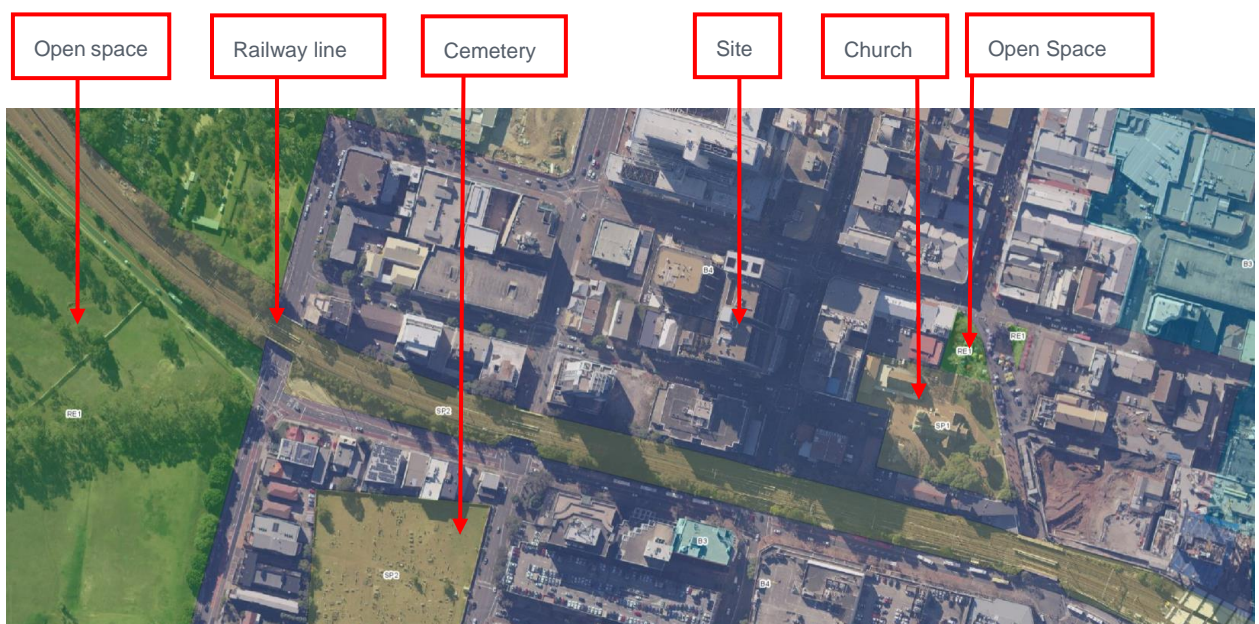 Open space
Railway line
Cemetery
Site
Church
Open Space
B4
B3
RE1
RE1
RE1
SP2
SP1
B3
SP2
B4